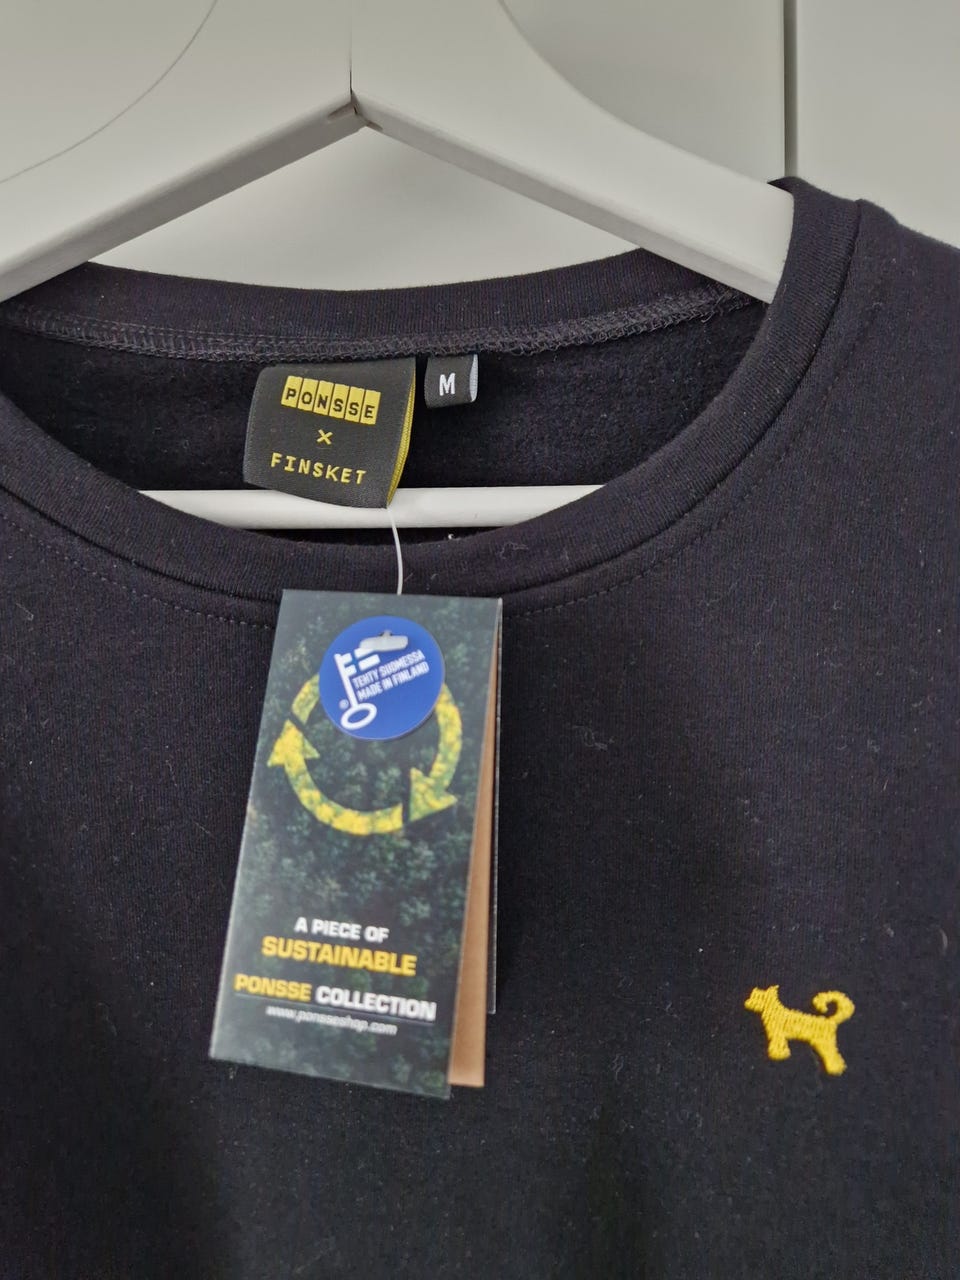 PONSSE
×
FINSKET
M
TEHTY SUOMESSA
MADE IN FINLAND
®
A PIECE OF
SUSTAINABLE
PONSSE COLLECTION
www.ponsseshop.com